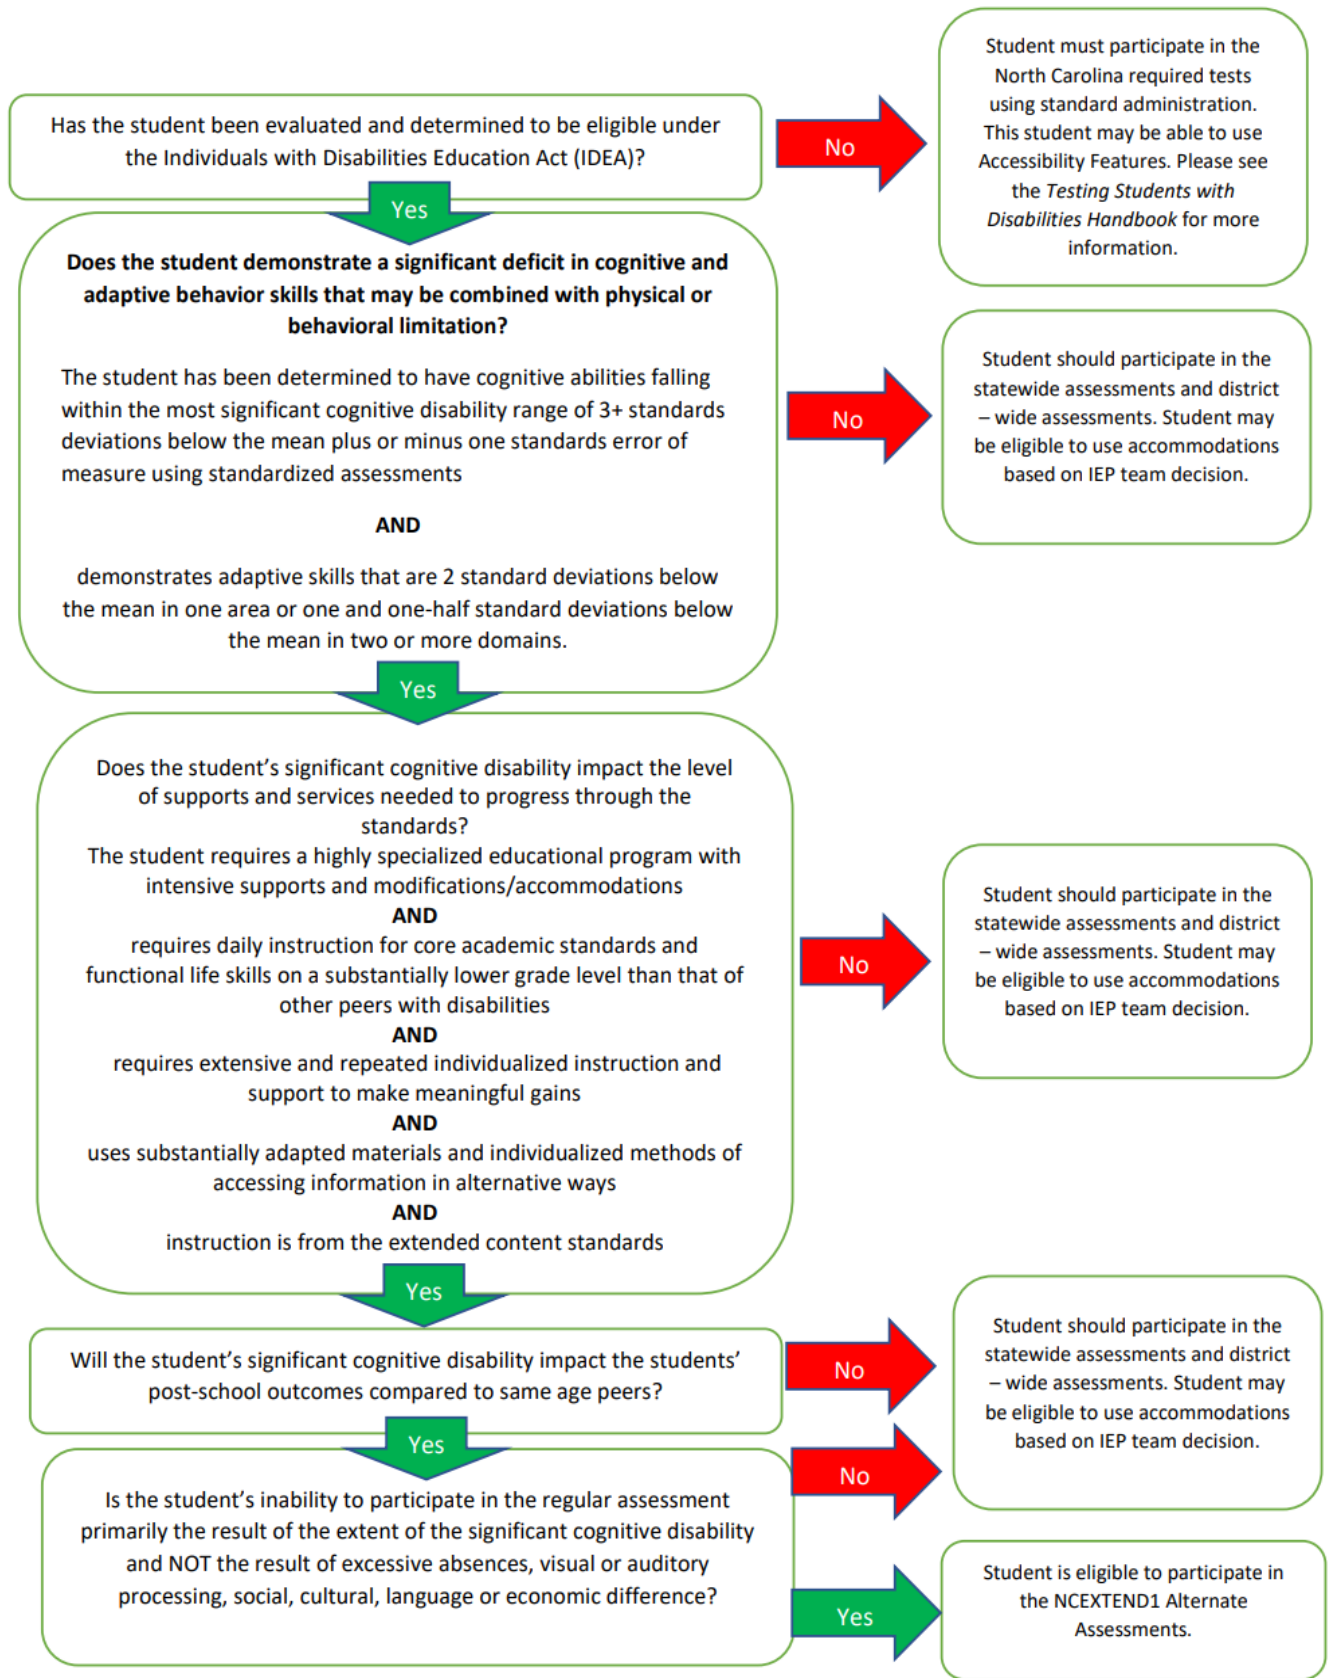 Has the student been evaluated and determined to be eligible under
the Individuals with Disabilities Education Act (IDEA)?
No
Student must participate in the
North Carolina required tests
using standard administration.
This student may be able to use
Accessibility Features. Please see
the Testing Students with
Disabilities Handbook for more
information.
Yes
Does the student demonstrate a significant deficit in cognitive and
adaptive behavior skills that may be combined with physical or
behavioral limitation?
The student has been determined to have cognitive abilities falling
within the most significant cognitive disability range of 3+ standards
deviations below the mean plus or minus one standards error of
measure using standardized assessments
AND
demonstrates adaptive skills that are 2 standard deviations below
the mean in one area or one and one-half standard deviations below
the mean in two or more domains.
No
Student should participate in the
statewide assessments and district
– wide assessments. Student may
be eligible to use accommodations
based on IEP team decision.
Yes
Does the student’s significant cognitive disability impact the level
of supports and services needed to progress through the
standards?
The student requires a highly specialized educational program with
intensive supports and modifications/accommodations
AND
requires daily instruction for core academic standards and
functional life skills on a substantially lower grade level than that of
other peers with disabilities
AND
requires extensive and repeated individualized instruction and
support to make meaningful gains
AND
uses substantially adapted materials and individualized methods of
accessing information in alternative ways
AND
instruction is from the extended content standards
No
Student should participate in the
statewide assessments and district
– wide assessments. Student may
be eligible to use accommodations
based on IEP team decision.
Yes
Will the student’s significant cognitive disability impact the students’
post-school outcomes compared to same age peers?
No
Student should participate in the
statewide assessments and district
– wide assessments. Student may
be eligible to use accommodations
based on IEP team decision.
Yes
Is the student’s inability to participate in the regular assessment
primarily the result of the extent of the significant cognitive disability
and NOT the result of excessive absences, visual or auditory
processing, social, cultural, language or economic difference?
No
Yes
Student is eligible to participate in
the NCEXTEND1 Alternate
Assessments.